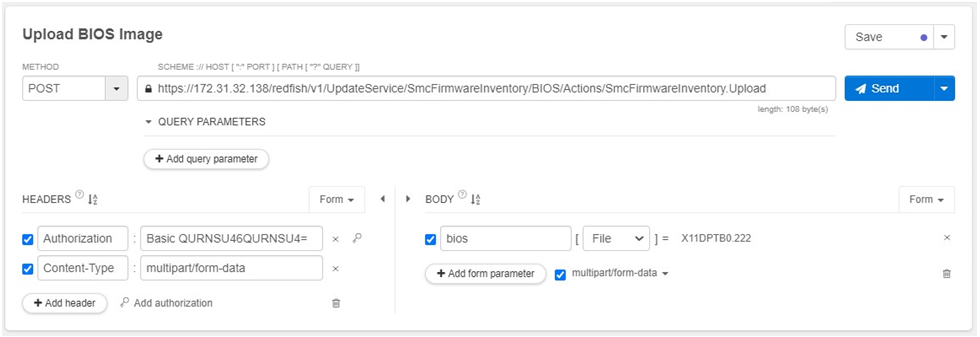 Upload BIOS Image
Save
METHOD
SCHEME :// HOST [ ":" PORT ] [ PATH [ "?" QUERY ]]
POST
https://172.31.32.138/redfish/v1/UpdateService/SmcFirmwareInventory/BIOS/Actions/SmcFirmwareInventory.Upload
Send
length: 108 byte(s)
QUERY PARAMETERS
+ Add query parameter
HEADERS ? Form
BODY ? Form
Authorization : Basic QURNSU46QURNSU4= ×
bios [ File ] = X11DPTB0.222 ×
Content-Type : multipart/form-data ×
+ Add form parameter multipart/form-data
+ Add header Add authorization